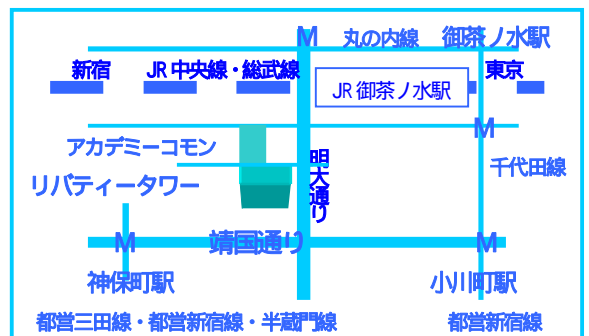 M 丸の内線 御茶ノ水駅
新宿 JR 中央線・総武線 東京
JR 御茶ノ水駅
M
アカデミーコモン
千代田線
明大通り
リバティータワー
M 靖国通り M
神保町駅 小川町駅
都営三田線・都営新宿線・半蔵門線 都営新宿線